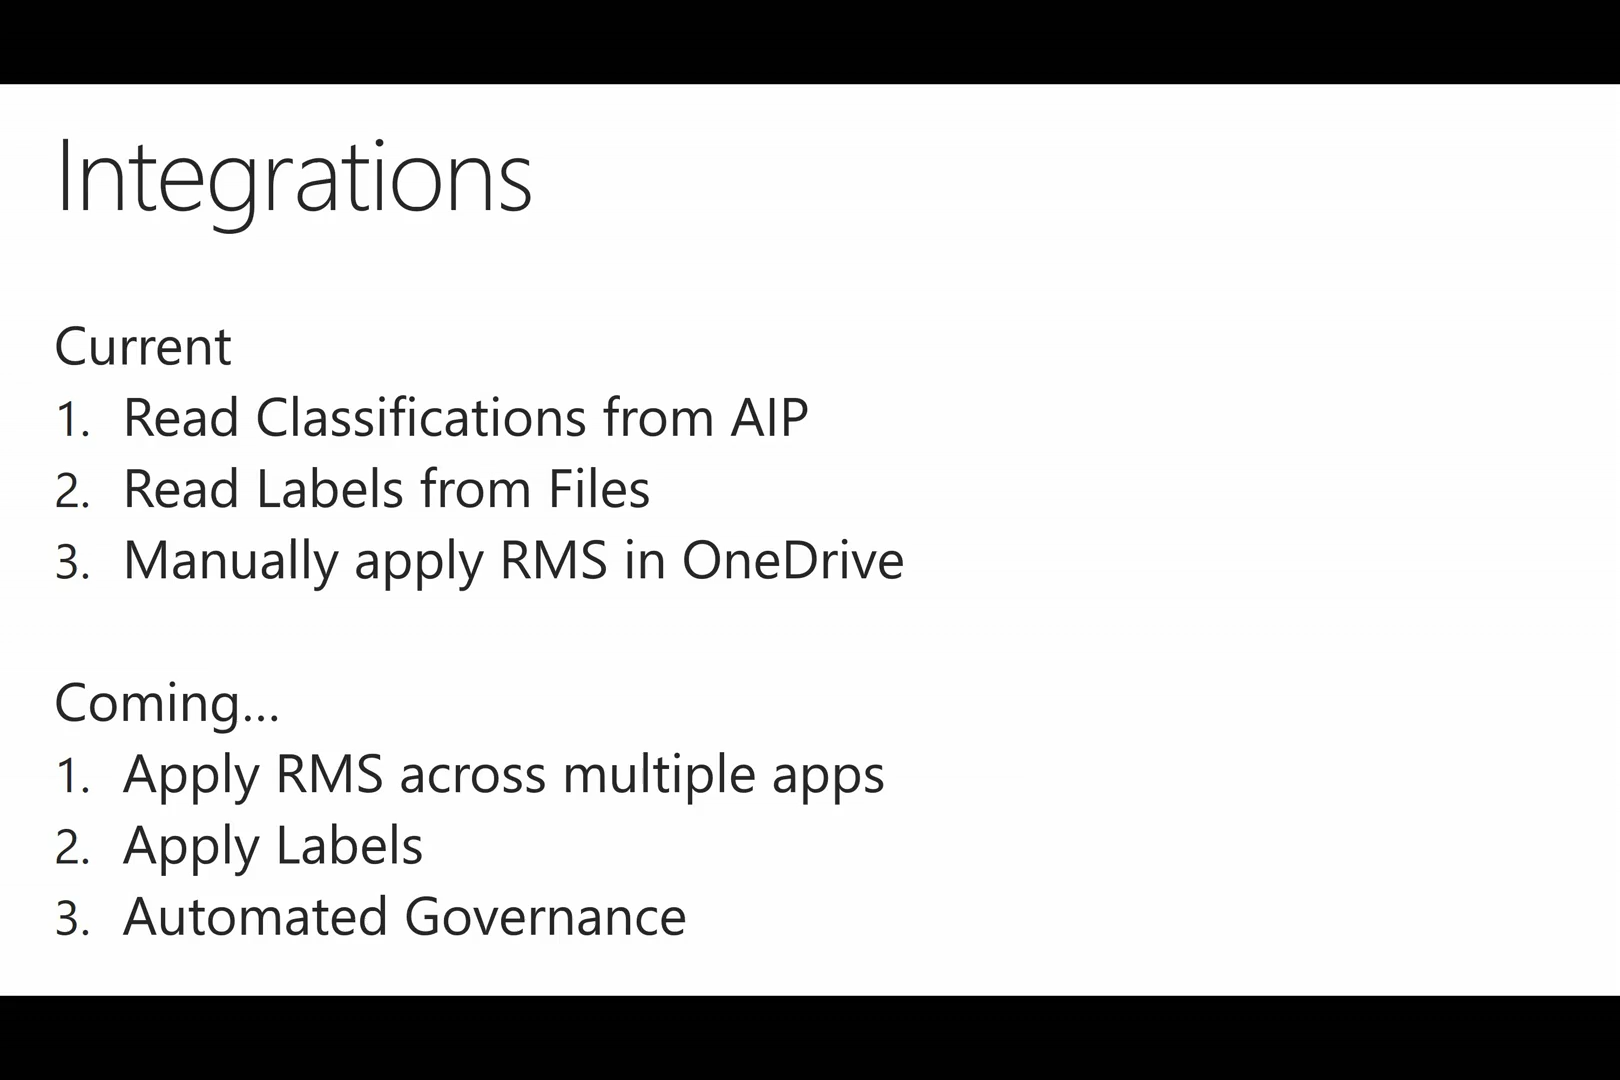 Integrations
Current
1. Read Classifications from AIP
2. Read Labels from Files
3. Manually apply RMS in OneDrive
Coming...
1. Apply RMS across multiple apps
2. Apply Labels
3. Automated Governance